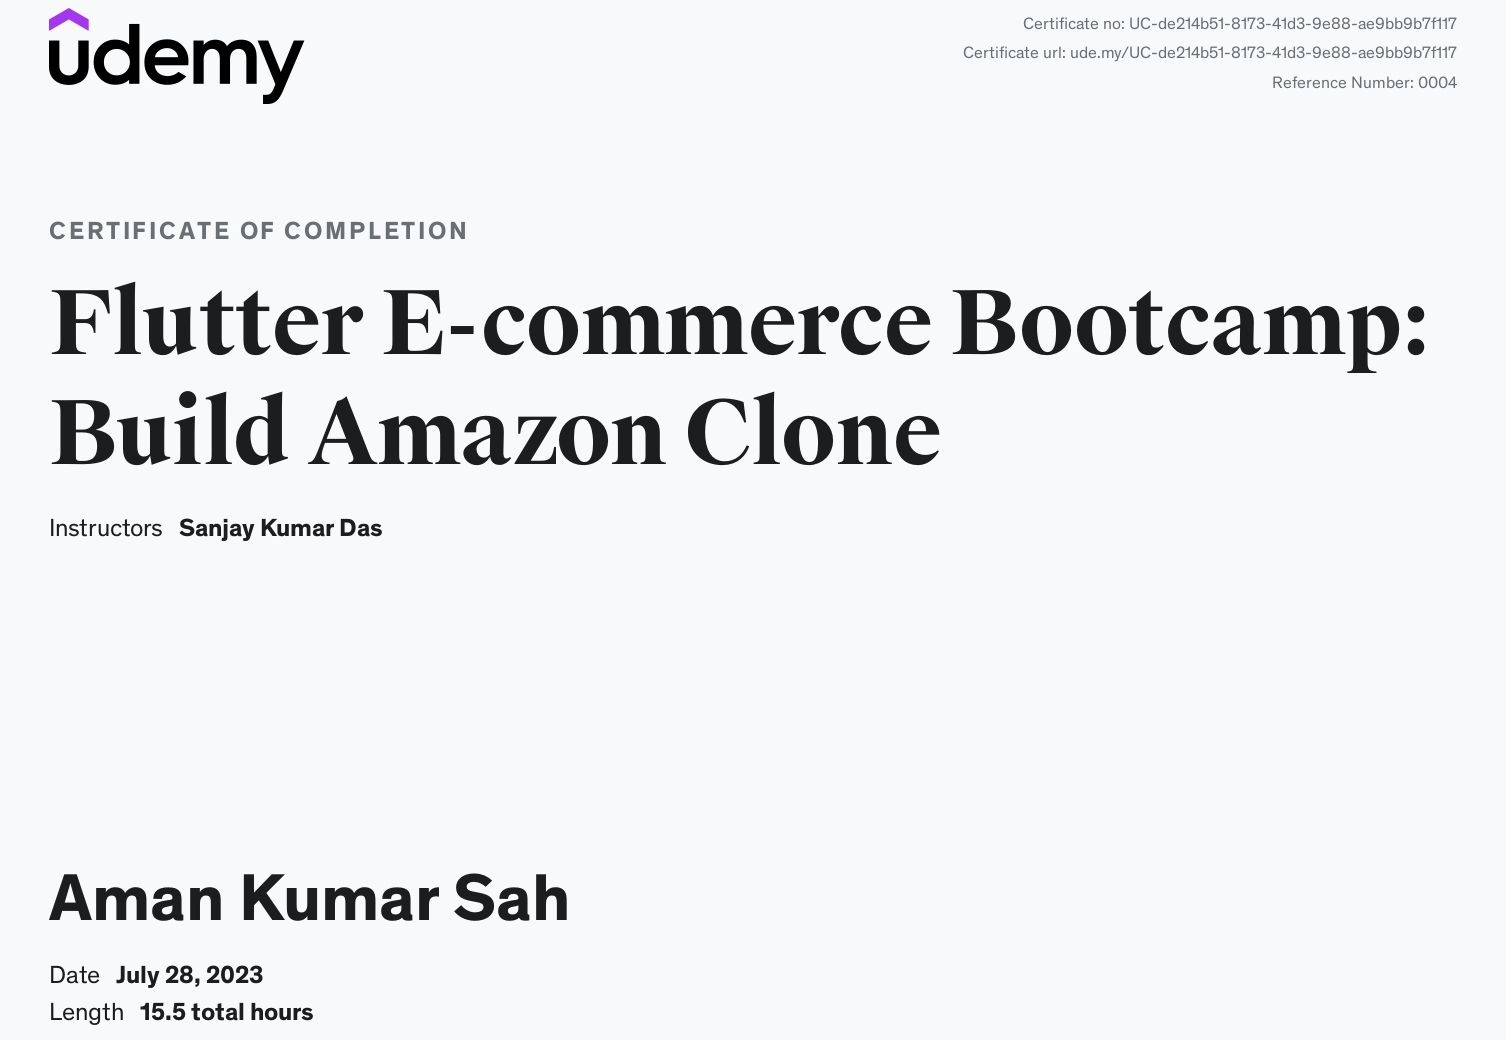 udemy
Certificate no: UC-de214b51-8173-41d3-9e88-ae9bb9b7f117
Certificate url: ude.my/UC-de214b51-8173-41d3-9e88-ae9bb9b7f117
Reference Number: 0004
CERTIFICATE OF COMPLETION
Flutter E-commerce Bootcamp:
Build Amazon Clone
Instructors Sanjay Kumar Das
Aman Kumar Sah
Date July 28, 2023
Length 15.5 total hours